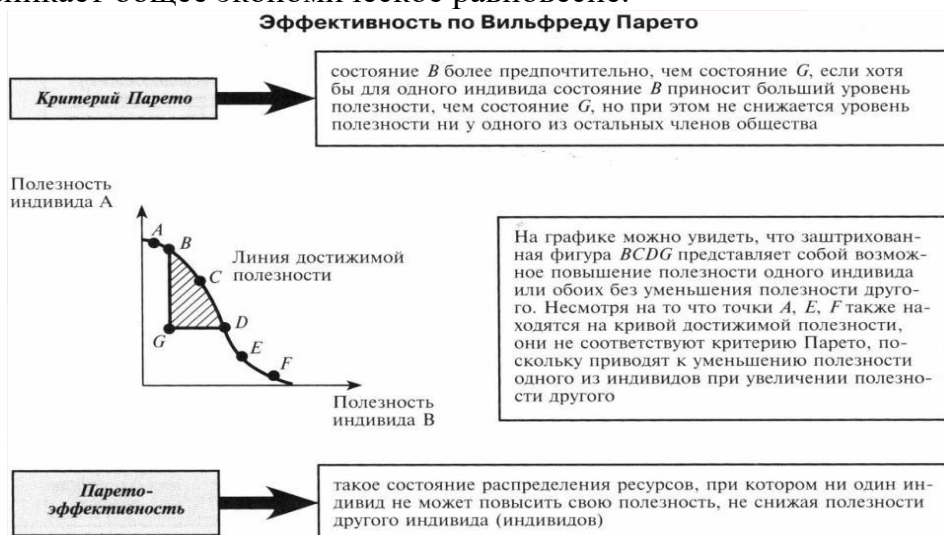 никает общее экономическое равновесие.
Эффективность по Вильфреду Парето
Критерий Парето
состояние B более предпочтительно, чем состояние G, если хотя
бы для одного индивида состояние B приносит больший уровень
полезности, чем состояние G, но при этом не снижается уровень
полезности ни у одного из остальных членов общества
Полезность
индивида А
A
B
Линия достижимой
полезности
C
G
D
E
F
Полезность
индивида В
На графике можно увидеть, что заштрихован-
ная фигура BCDG представляет собой возмож-
ное повышение полезности одного индивида
или обоих без уменьшения полезности друго-
го. Несмотря на то что точки A, E, F также на-
ходятся на кривой достижимой полезности,
они не соответствуют критерию Парето, по-
скольку приводят к уменьшению полезности
одного из индивидов при увеличении полезно-
сти другого
Парето-
эффективность
такое состояние распределения ресурсов, при котором ни один ин-
дивид не может повысить свою полезность, не снижая полезности
другого индивида (индивидов)